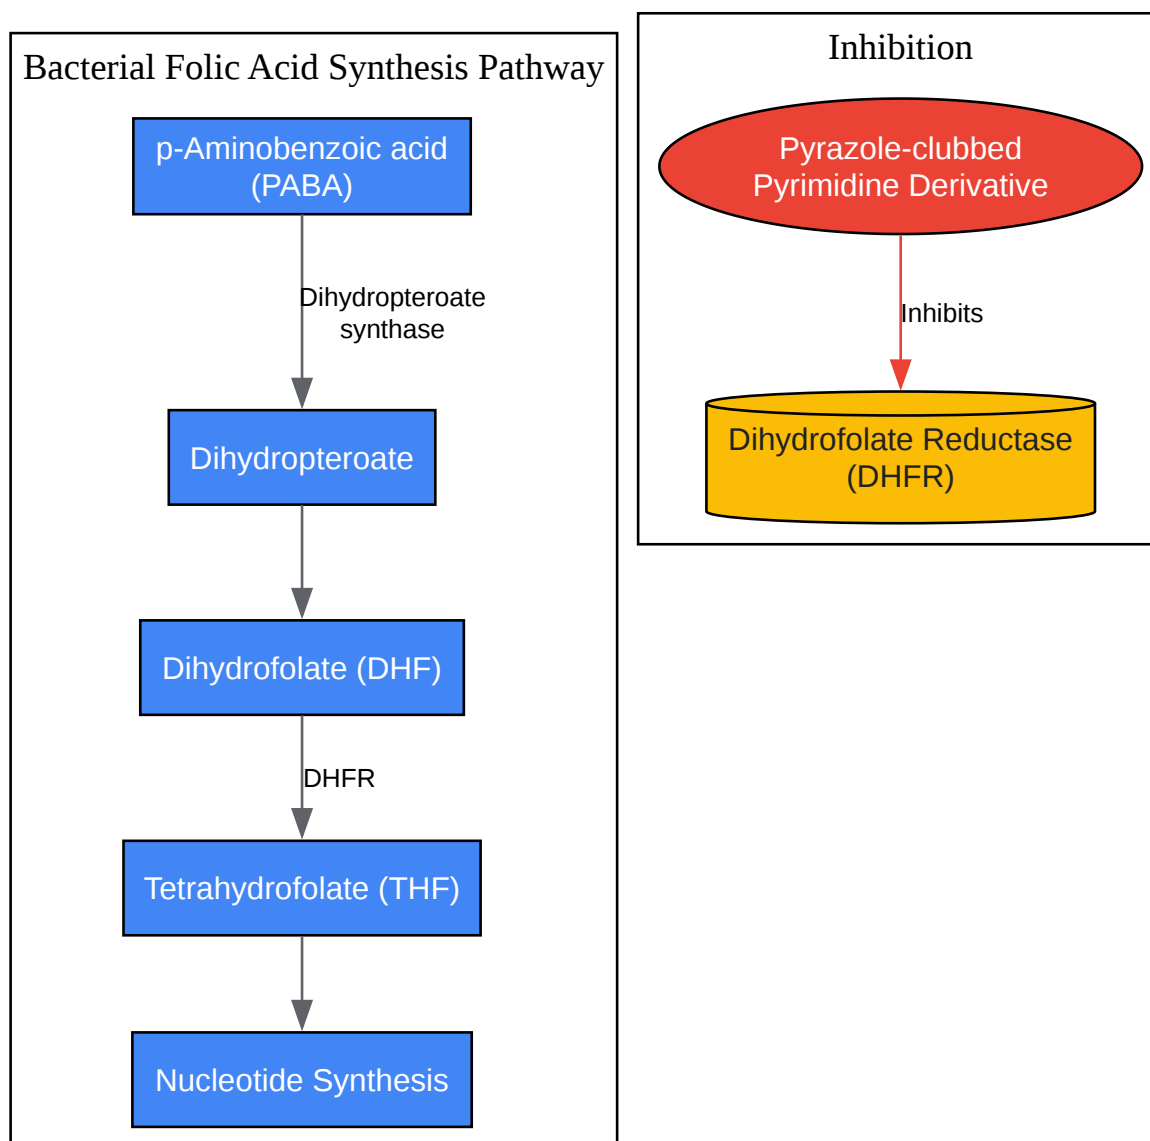 Bacterial Folic Acid Synthesis Pathway
p-Aminobenzoic acid
(PABA)
Dihydropteroate
synthase
Dihydropteroate
Dihydrofolate (DHF)
DHFR
Tetrahydrofolate (THF)
Nucleotide Synthesis
Inhibition
Pyrazole-clubbed
Pyrimidine Derivative
Inhibits
Dihydrofolate Reductase
(DHFR)